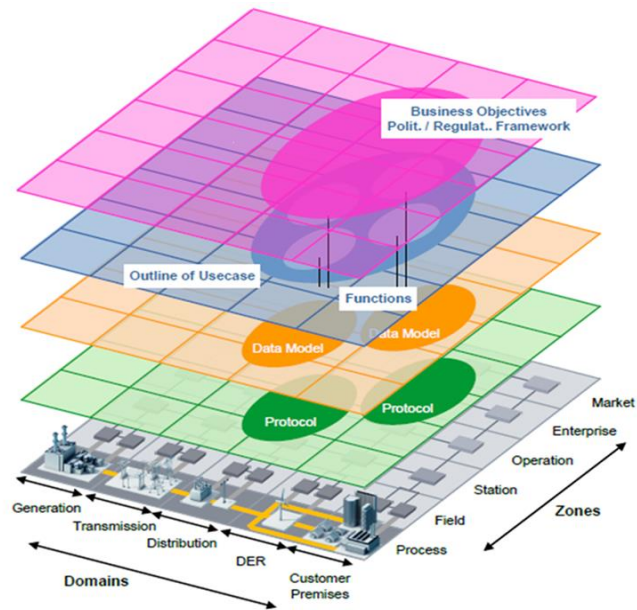 Business Objectives
Polit. / Regulat.. Framework
Outline of Usecase
Functions
Data Model
Data Model
Protocol
Protocol
Market
Enterprise
Operation
Station
Field
Process
Zones
Generation
Transmission
Distribution
DER
Customer
Premises
Domains